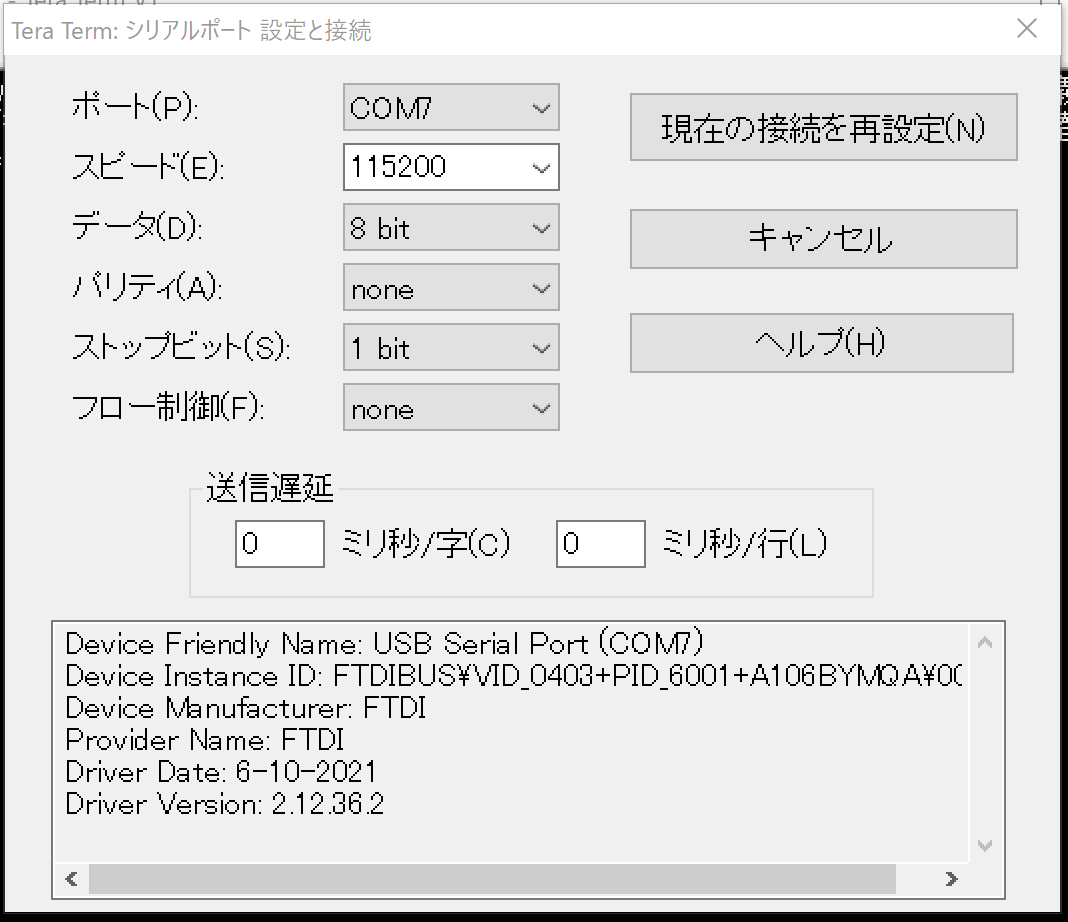 Tera Term: シリアルポート 設定と接続
ポート(P):
COM7
現在の接続を再設定(N)
スピード(E):
115200
データ(D):
8 bit
キャンセル
パリティ(A):
none
ストップビット(S):
1 bit
ヘルプ(H)
フロー制御(F):
none
送信遅延
0
ミリ秒/字(C)
0
ミリ秒/行(L)
Device Friendly Name: USB Serial Port (COM7)
Device Instance ID: FTDIBUS¥VID_0403+PID_6001+A106BYMQA¥00
Device Manufacturer: FTDI
Provider Name: FTDI
Driver Date: 6-10-2021
Driver Version: 2.12.36.2